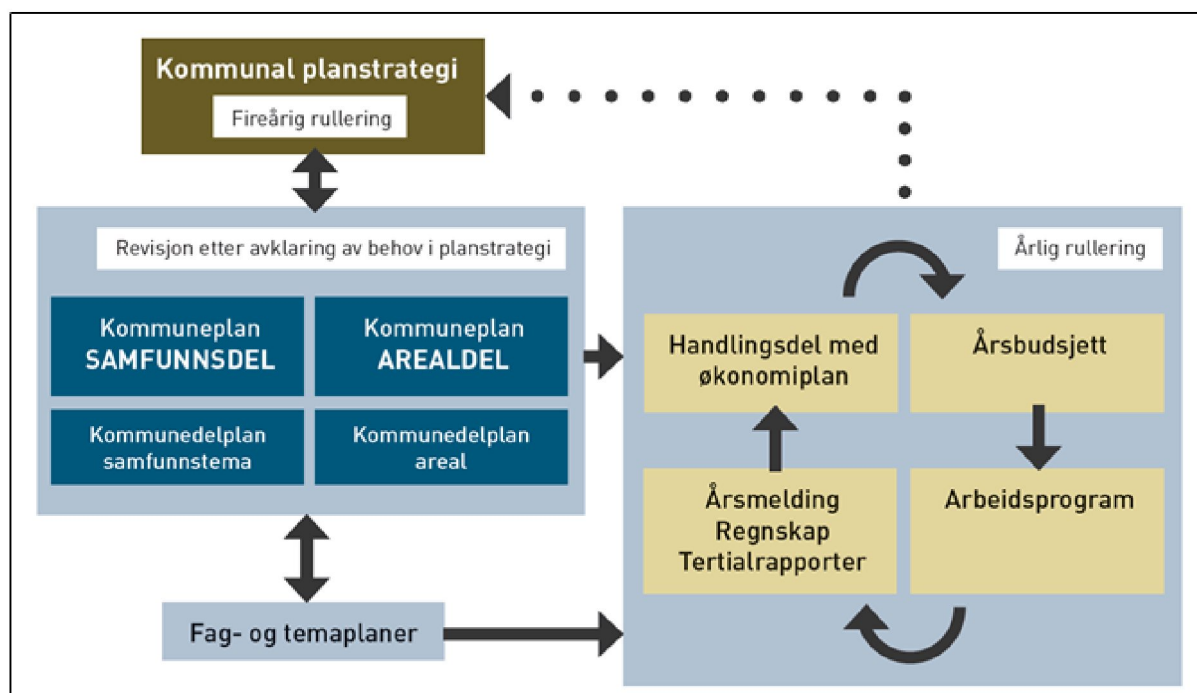 Kommunal planstrategi
Fireårig rullering
Revisjon etter avklaring av behov i planstrategi
Kommuneplan
SAMFUNNSDEL
Kommuneplan
AREALDEL
Kommunedelplan
samfunnstema
Kommunedelplan
areal
Fag- og temaplaner
Årlig rullering
Handlingsdel med
økonomiplan
Årsbudsjett
Årsmelding
Regnskap
Tertialrapporter
Arbeidsprogram